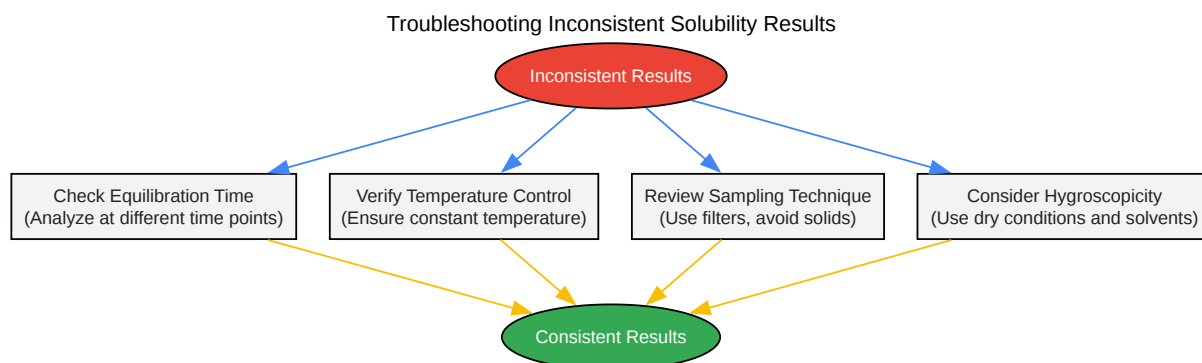 Troubleshooting Inconsistent Solubility Results
Inconsistent Results
Check Equilibration Time
(Analyze at different time points)
Verify Temperature Control
(Ensure constant temperature)
Review Sampling Technique
(Use filters, avoid solids)
Consider Hygroscopicity
(Use dry conditions and solvents)
Consistent Results